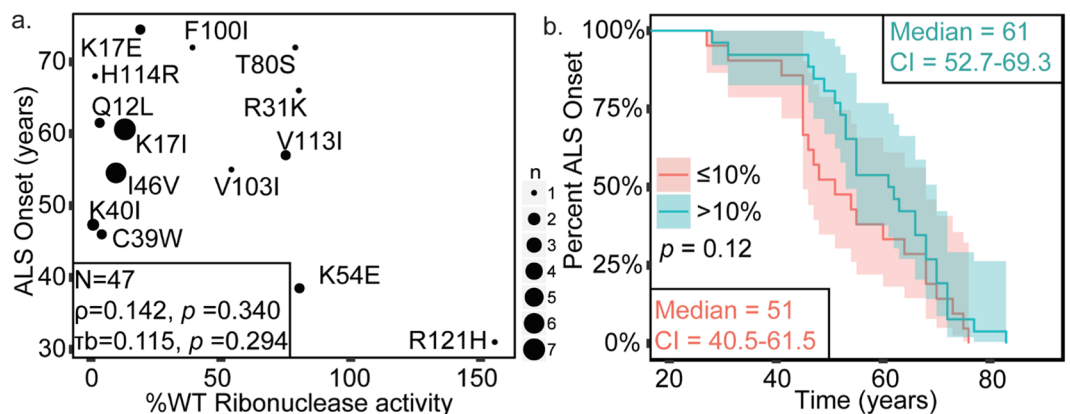 a.
F100I
K17E
T80S
H114R
R31K
Q12L
K17I
V113I
I46V
V103I
K40I
C39W
K54E
R121H
N=47
ρ=0.142, p =0.340
τb=0.115, p =0.294
ALS Onset (years)
70
60
50
40
30
0
50
100
150
%WT Ribonuclease activity
n
1
2
3
4
5
6
7
b.
Median = 61
CI = 52.7-69.3
≤10%
>10%
p = 0.12
Median = 51
CI = 40.5-61.5
Percent ALS Onset
100%
75%
50%
25%
0%
20
40
60
80
Time (years)